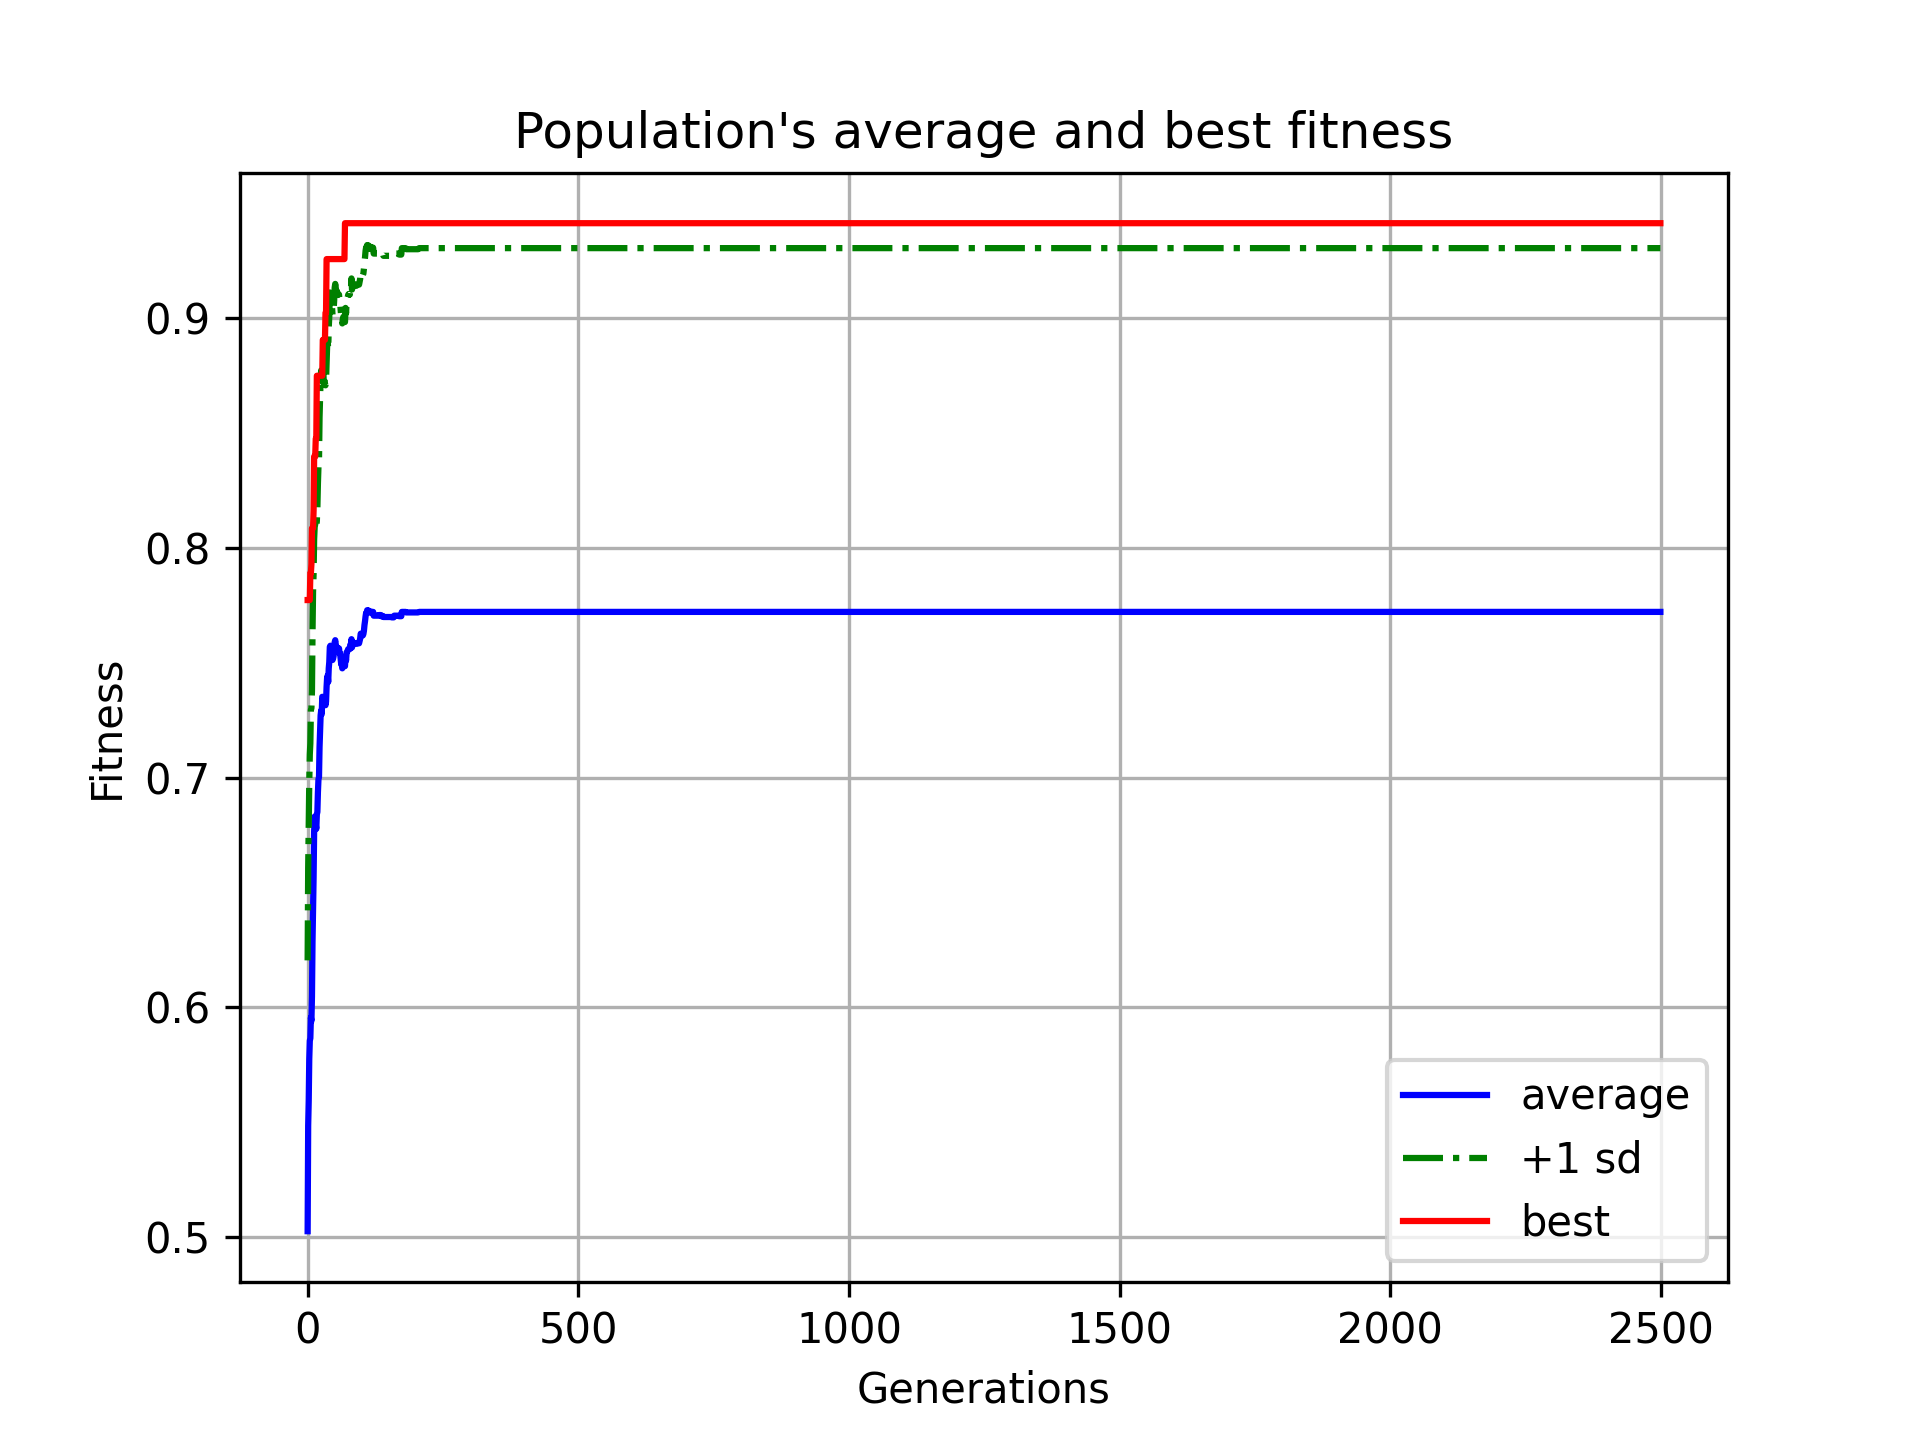 Population's average and best fitness
Fitness
0.9
0.8
0.7
0.6
0.5
0 500 1000 1500 2000 2500
Generations
average
+1 sd
best